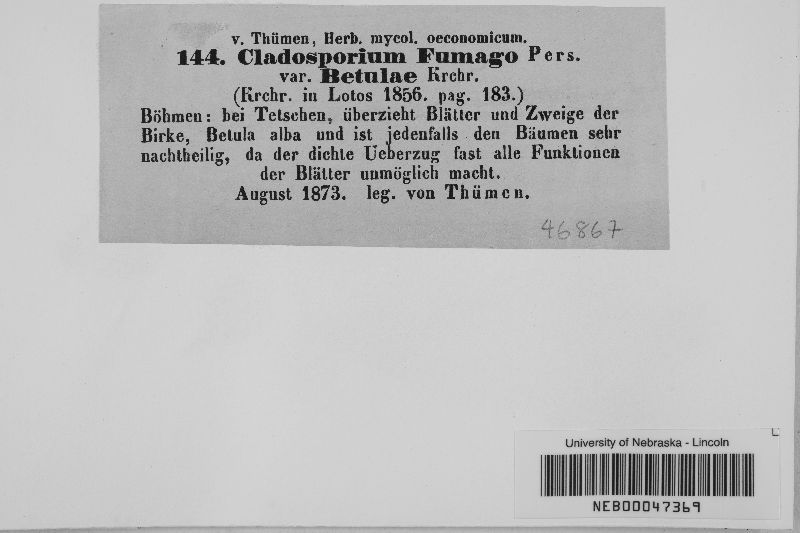 v. Thümen, Herb. mycol. oeconomicum.
144. Cladosporium Fumago Pers.
var. Betulae Krchr.
(Krchr. in Lotos 1856. pag. 183.)
Böhmen: bei Tetschen, überzieht Blätter und Zweige der
Birke, Betula alba und ist jedenfalls den Bäumen sehr
nachtheilig, da der dichte Ueberzug fast alle Funktionen
der Blätter unmöglich macht.
August 1873. leg. von Thümen.
46867
University of Nebraska - Lincoln
NEB00047369